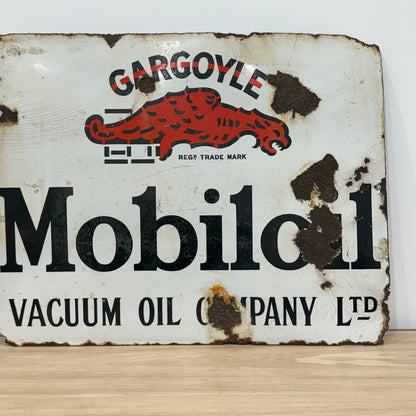 GARGOYLE
REGD TRADE MARK
Mobiloil
VACUUM OIL COMPANY LTD